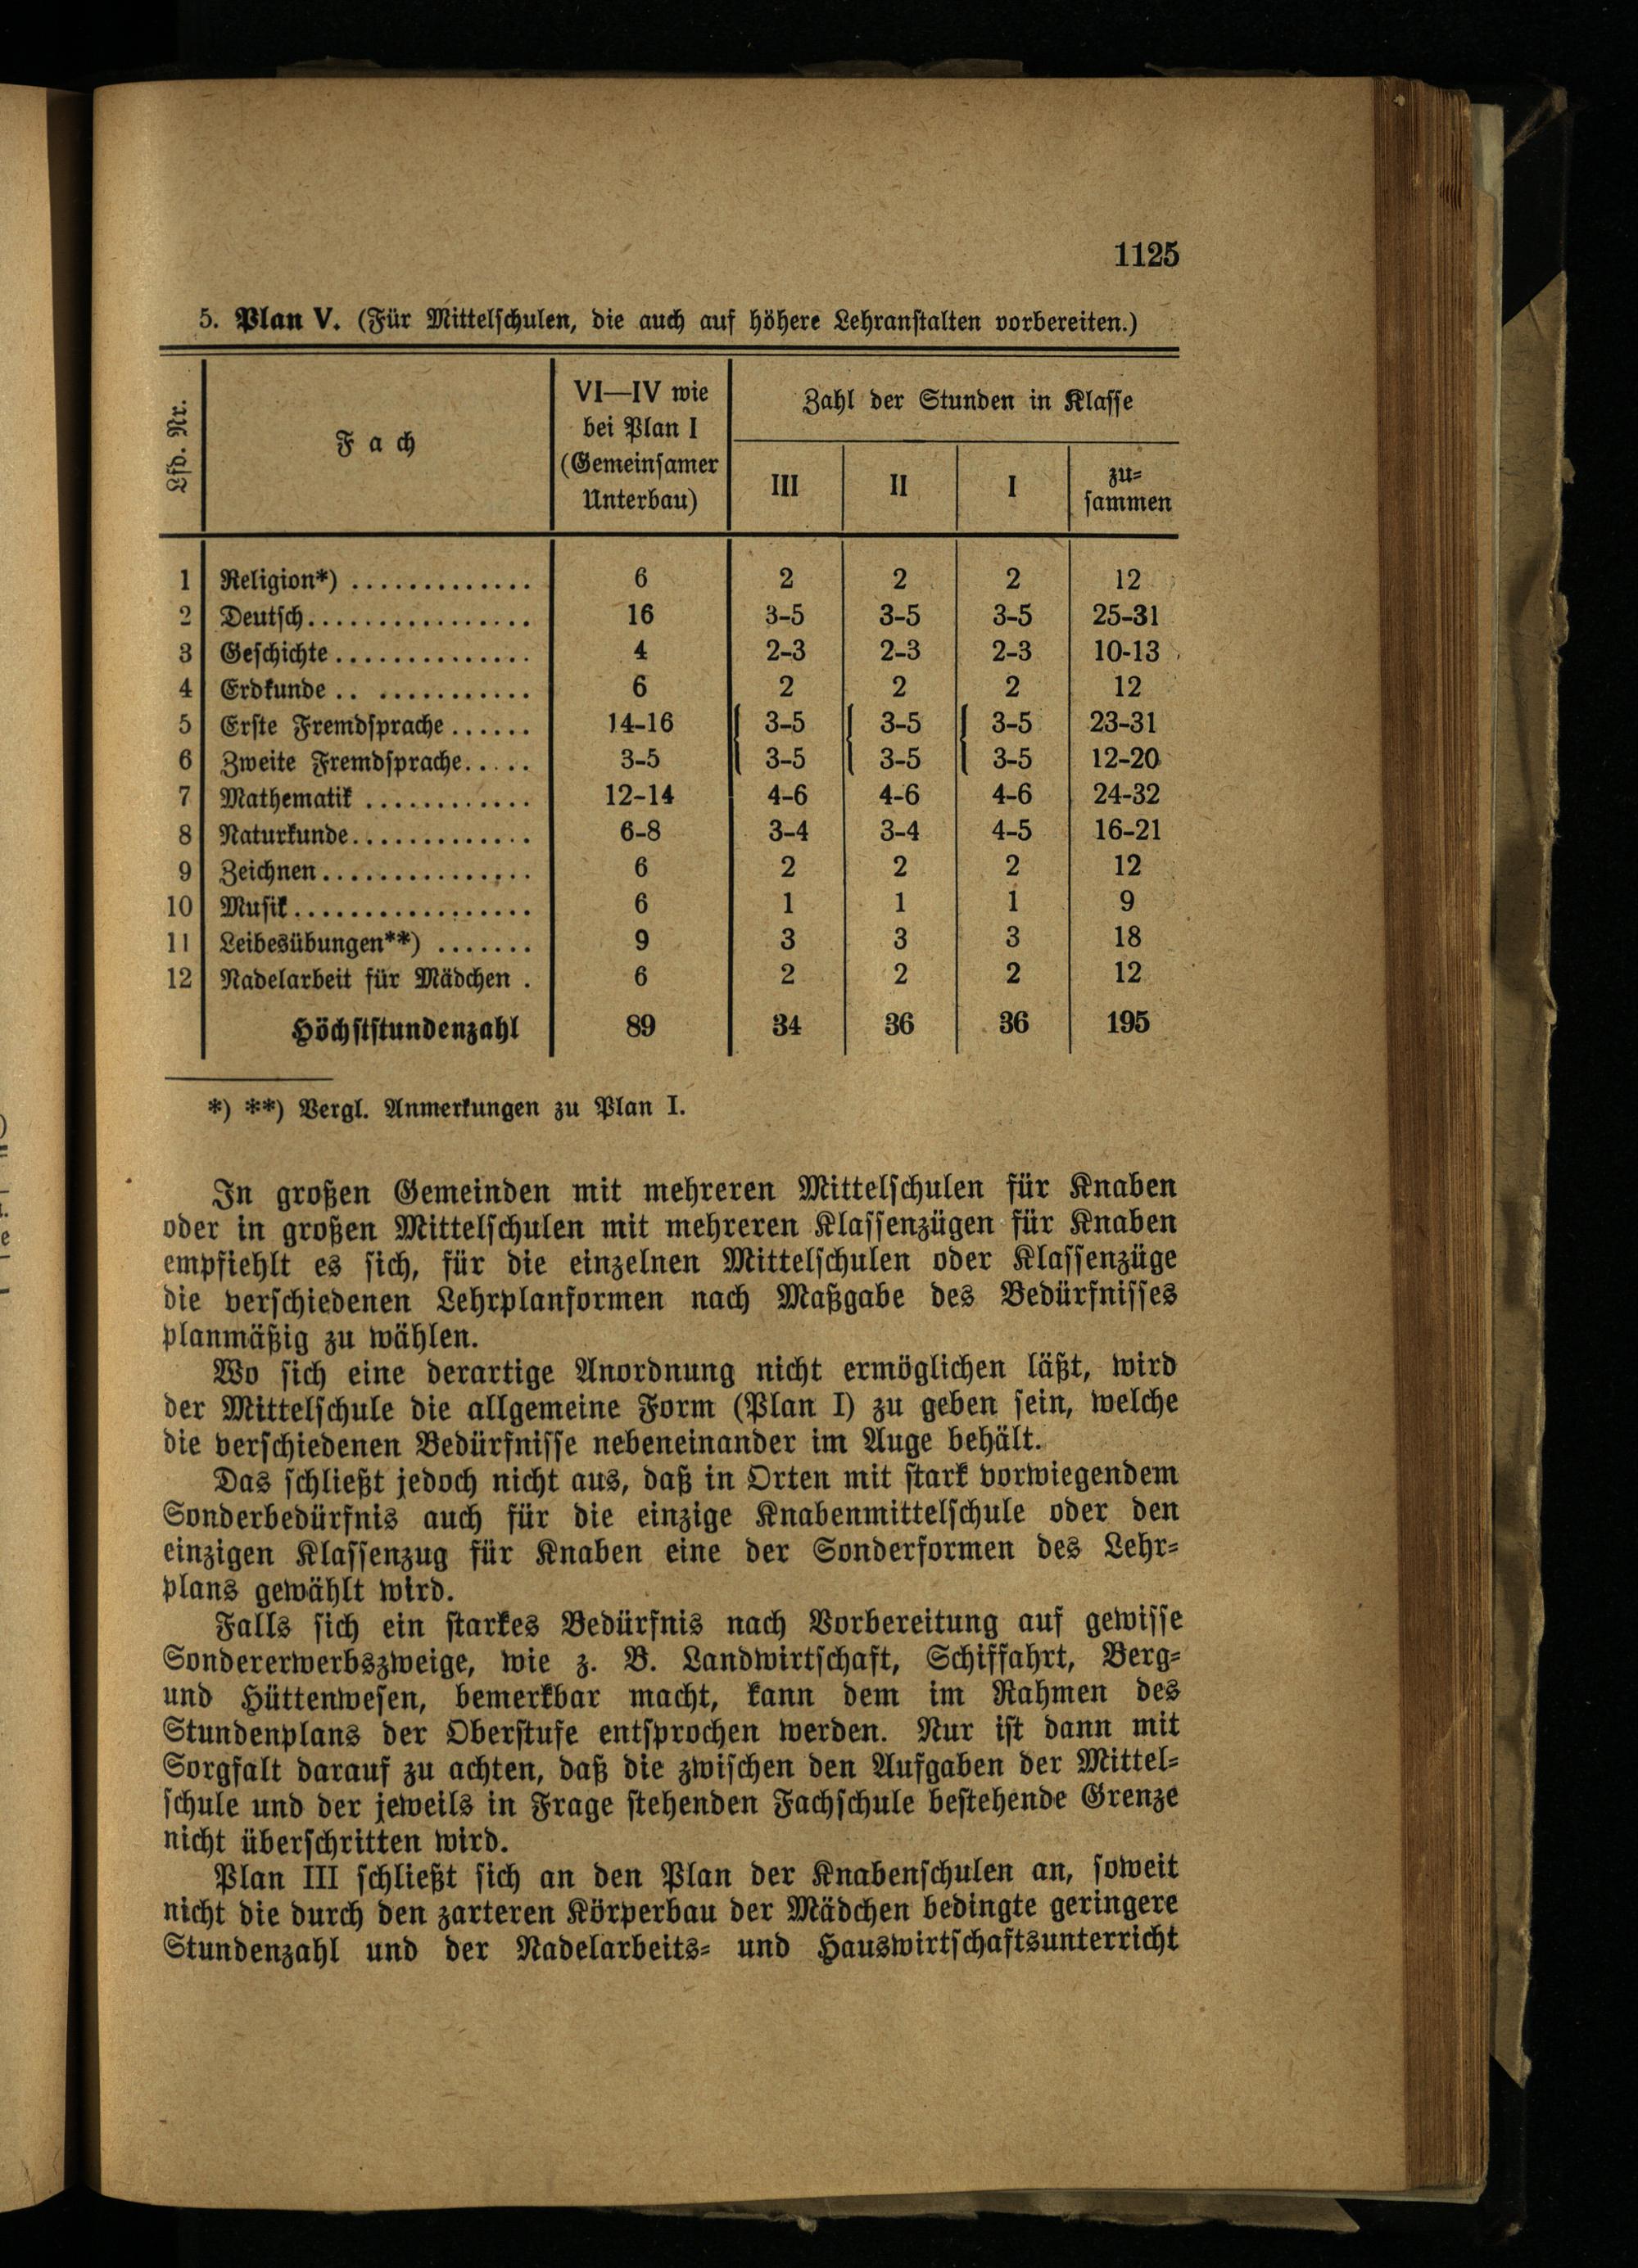 1125
5. Plan V. (Für Mittelschulen, die auch auf höhere Lehranstalten vorbereiten.)
Lfd. Nr.
Fach
VI—IV wie
bei Plan I
(Gemeinsamer
Unterbau)
Zahl der Stunden in Klasse
III II I zu-
sammen
1 Religion*) ............. 6 2 2 2 12
2 Deutsch................ 16 3-5 3-5 3-5 25-31
3 Geschichte.............. 4 2-3 2-3 2-3 10-13
4 Erdkunde .. ........... 6 2 2 2 12
5 Erste Fremdsprache...... 14-16 { 3-5 { 3-5 { 3-5 23-31
6 Zweite Fremdsprache..... 3-5 3-5 3-5 3-5 12-20
7 Mathematik ............ 12-14 4-6 4-6 4-6 24-32
8 Naturkunde............. 6-8 3-4 3-4 4-5 16-21
9 Zeichnen............... 6 2 2 2 12
10 Musik................. 6 1 1 1 9
11 Leibesübungen**) ....... 9 3 3 3 18
12 Nadelarbeit für Mädchen . 6 2 2 2 12
Höchststundenzahl 89 34 36 36 195
*) **) Vergl. Anmerkungen zu Plan I.
In großen Gemeinden mit mehreren Mittelschulen für Knaben
oder in großen Mittelschulen mit mehreren Klassenzügen für Knaben
empfiehlt es sich, für die einzelnen Mittelschulen oder Klassenzüge
die verschiedenen Lehrplanformen nach Maßgabe des Bedürfnisses
planmäßig zu wählen.
Wo sich eine derartige Anordnung nicht ermöglichen läßt, wird
der Mittelschule die allgemeine Form (Plan I) zu geben sein, welche
die verschiedenen Bedürfnisse nebeneinander im Auge behält.
Das schließt jedoch nicht aus, daß in Orten mit stark vorwiegendem
Sonderbedürfnis auch für die einzige Knabenmittelschule oder den
einzigen Klassenzug für Knaben eine der Sonderformen des Lehr-
plans gewählt wird.
Falls sich ein starkes Bedürfnis nach Vorbereitung auf gewisse
Sondererwerbszweige, wie z. B. Landwirtschaft, Schiffahrt, Berg-
und Hüttenwesen, bemerkbar macht, kann dem im Rahmen des
Stundenplans der Oberstufe entsprochen werden. Nur ist dann mit
Sorgfalt darauf zu achten, daß die zwischen den Aufgaben der Mittel-
schule und der jeweils in Frage stehenden Fachschule bestehende Grenze
nicht überschritten wird.
Plan III schließt sich an den Plan der Knabenschulen an, soweit
nicht die durch den zarteren Körperbau der Mädchen bedingte geringere
Stundenzahl und der Nadelarbeits- und Hauswirtschaftsunterricht